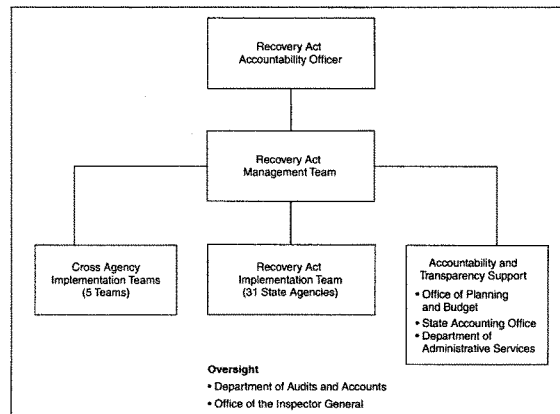 Recovery Act
Accountability Officer
Recovery Act
Management Team
Cross Agency
Implementation Teams
(5 Teams)
Recovery Act
Implementation Team
(31 State Agencies)
Accountability and
Transparency Support
• Office of Planning
and Budget
• State Accounting Office
• Department of
Administrative Services
Oversight
• Department of Audits and Accounts
• Office of the Inspector General